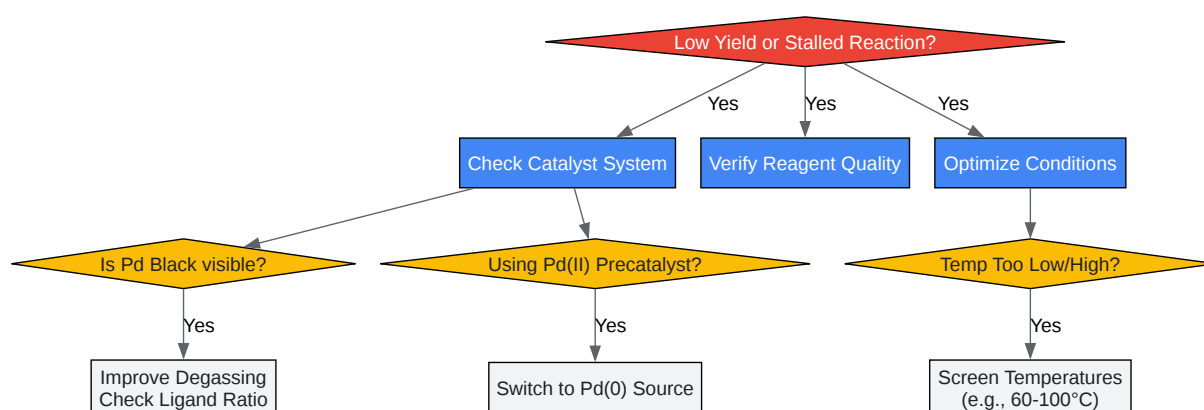 Low Yield or Stalled Reaction?
Yes
Yes
Yes
Check Catalyst System
Verify Reagent Quality
Optimize Conditions
Is Pd Black visible?
Using Pd(II) Precatalyst?
Temp Too Low/High?
Yes
Yes
Yes
Improve Degassing
Check Ligand Ratio
Switch to Pd(0) Source
Screen Temperatures
(e.g., 60-100°C)